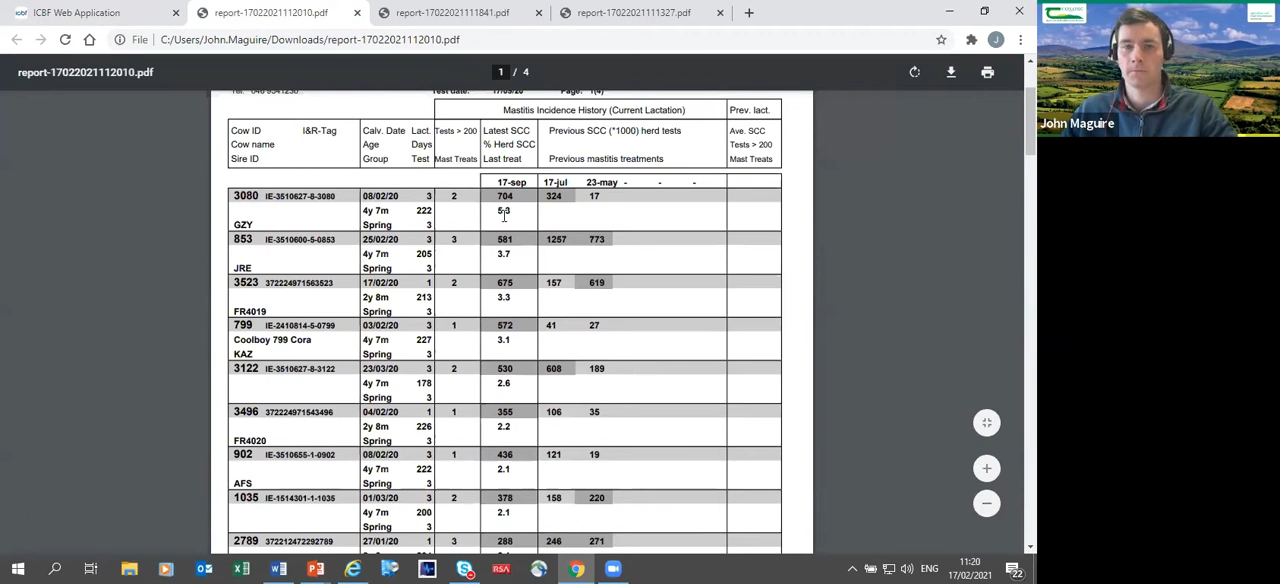 icbf ICBF Web Application
report-17022021112010.pdf
report-17022021111841.pdf
report-17022021111327.pdf
File C:/Users/John.Maguire/Downloads/report-17022021112010.pdf
J
report-17022021112010.pdf
1 / 4
Test date: 17/09/20 Page: 1(4)
Mastitis Incidence History (Current Lactation) Prev. lact.
Cow ID I&R-Tag Calv. Date Lact. Tests > 200 Latest SCC Previous SCC (*1000) herd tests Ave. SCC
Cow name Age Days % Herd SCC Tests > 200
Sire ID Group Test Mast Treats Last treat Previous mastitis treatments Mast Treats
17-sep 17-jul 23-may - - -
3080 IE-3510627-8-3080 08/02/20 3 2 704 324 17
4y 7m 222 5.3
GZY Spring 3
853 IE-3510600-5-0853 25/02/20 3 3 581 1257 773
4y 7m 205 3.7
JRE Spring 3
3523 372224971563523 17/02/20 1 2 675 157 619
2y 8m 213 3.3
FR4019 Spring 3
799 IE-2410814-5-0799 03/02/20 3 1 572 41 27
Coolboy 799 Cora 4y 7m 227 3.1
KAZ Spring 3
3122 IE-3510627-8-3122 23/03/20 3 2 530 608 189
4y 7m 178 2.6
Spring 3
3496 372224971543496 04/02/20 1 1 355 106 35
2y 8m 226 2.2
FR4020 Spring 3
902 IE-3510655-1-0902 08/02/20 3 1 436 121 19
4y 7m 222 2.1
AFS Spring 3
1035 IE-1514301-1-1035 01/03/20 3 2 378 158 220
4y 7m 200 2.1
Spring 3
2789 372212472292789 27/01/20 1 3 288 246 271
John Maguire
ENG 11:20
17/02/2021
22